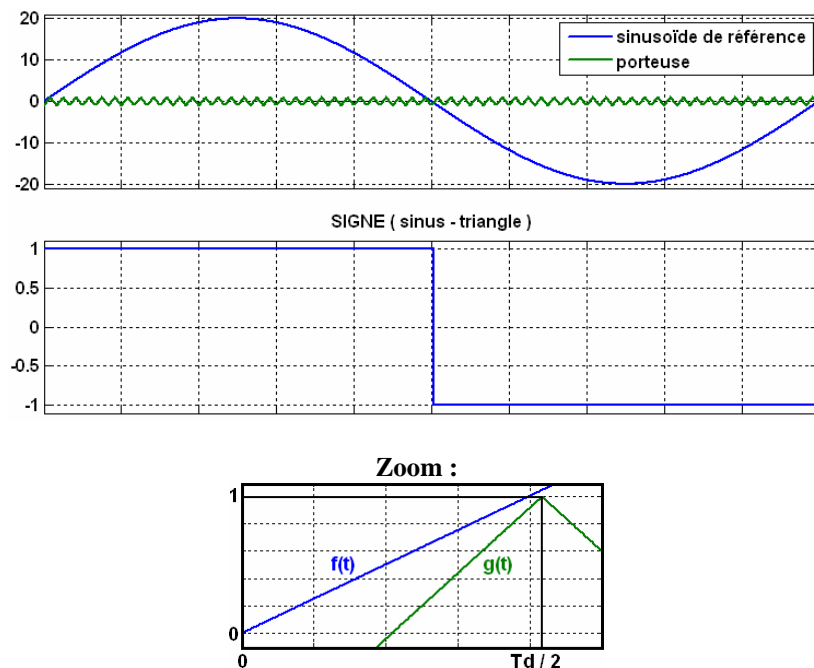 20
10
0
-10
-20
sinusoïde de référence
porteuse
SIGNE ( sinus - triangle )
1
0.5
0
-0.5
-1
Zoom :
1
0
f(t)
g(t)
0
Td / 2